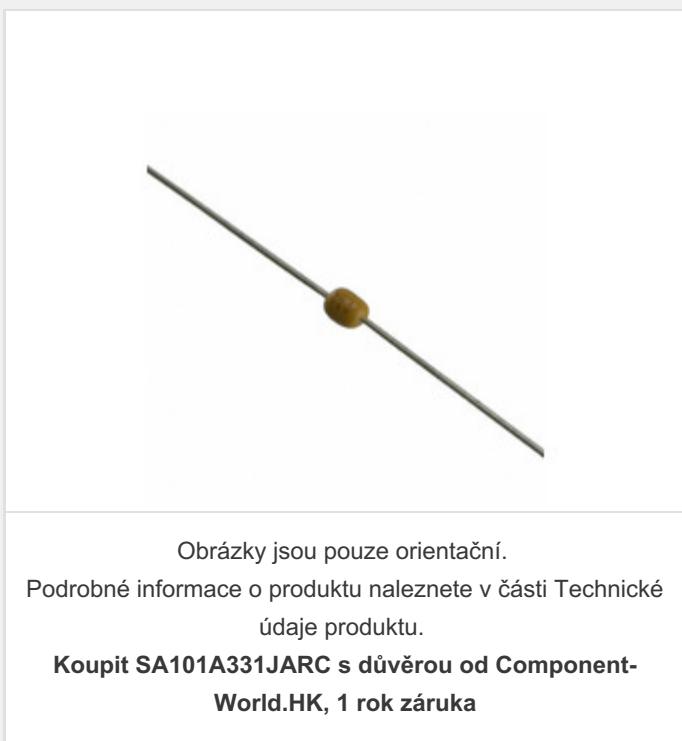 Obrázky jsou pouze orientační.
Podrobné informace o produktu naleznete v části Technické
údaje produktu.
Koupit SA101A331JARC s důvěrou od Component-
World.HK, 1 rok záruka